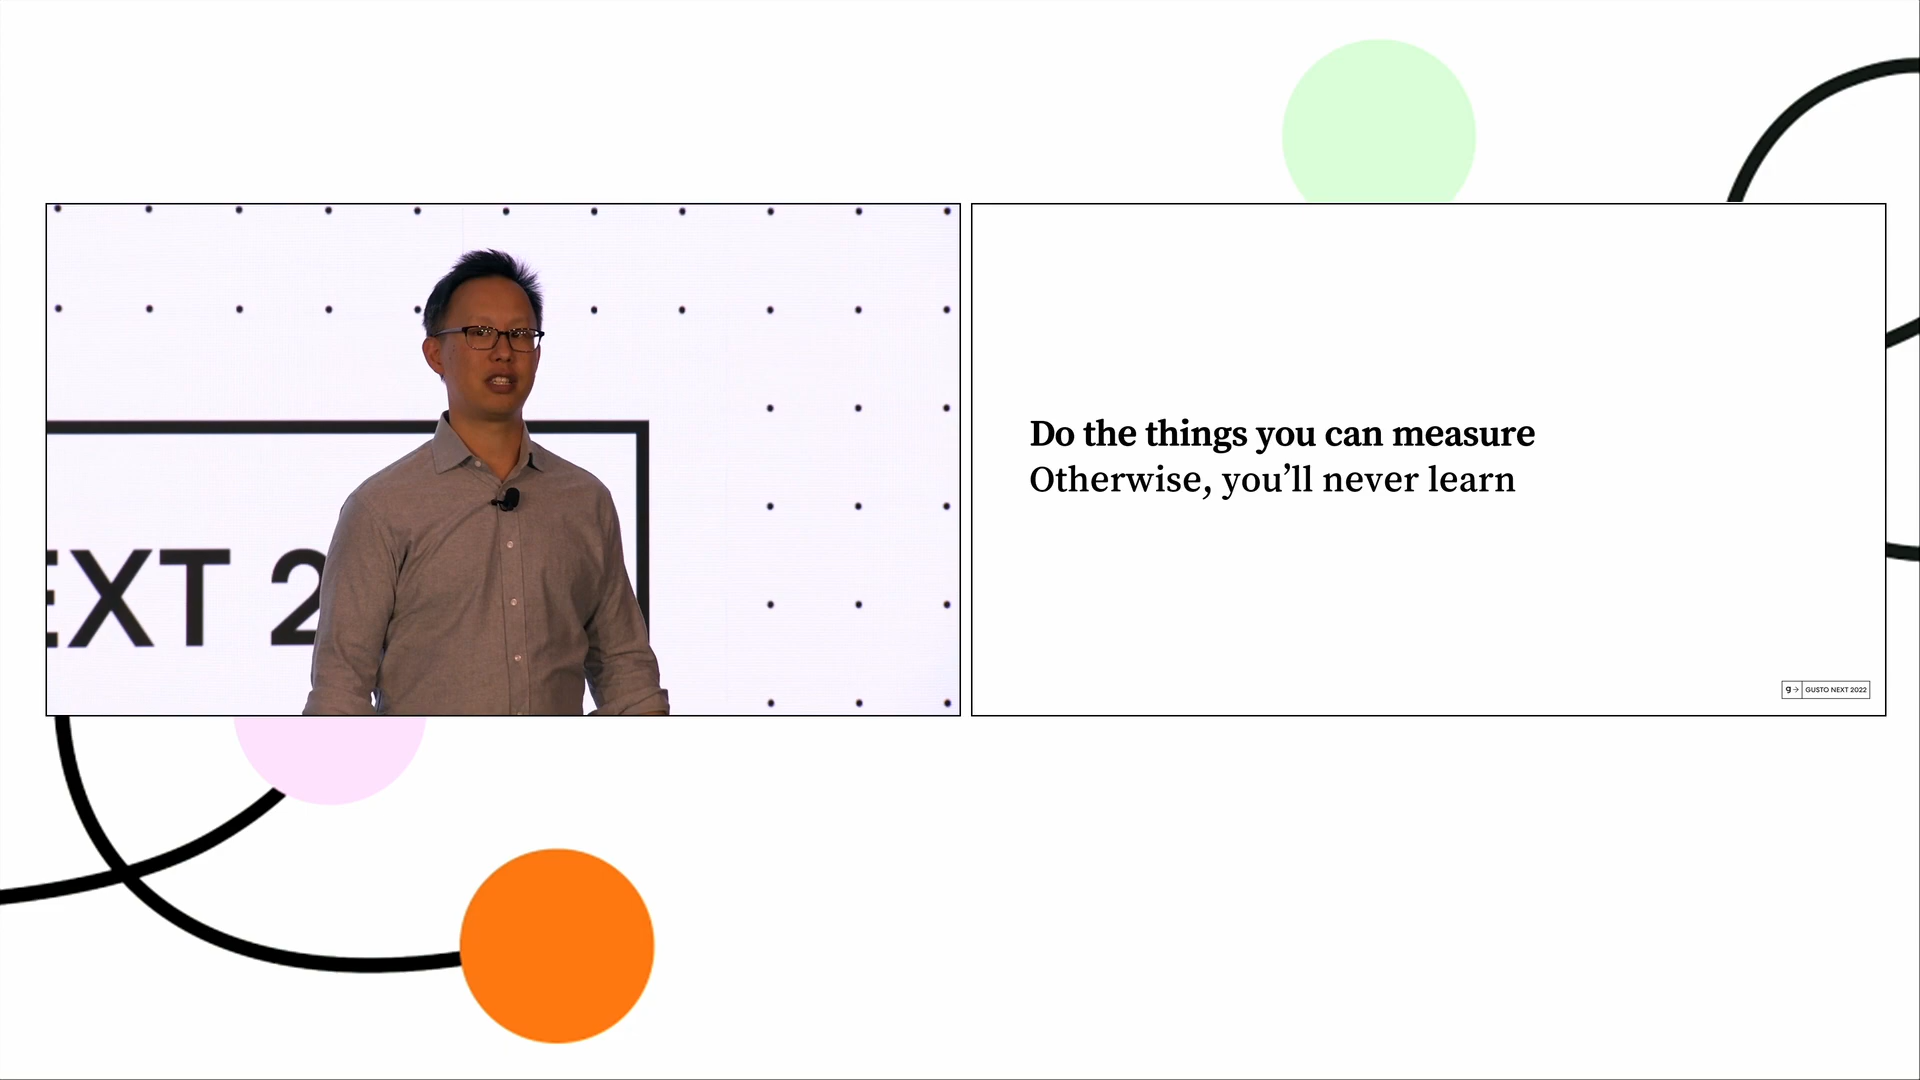 EXT 2
Do the things you can measure
Otherwise, you’ll never learn
g→ GUSTO NEXT 2022